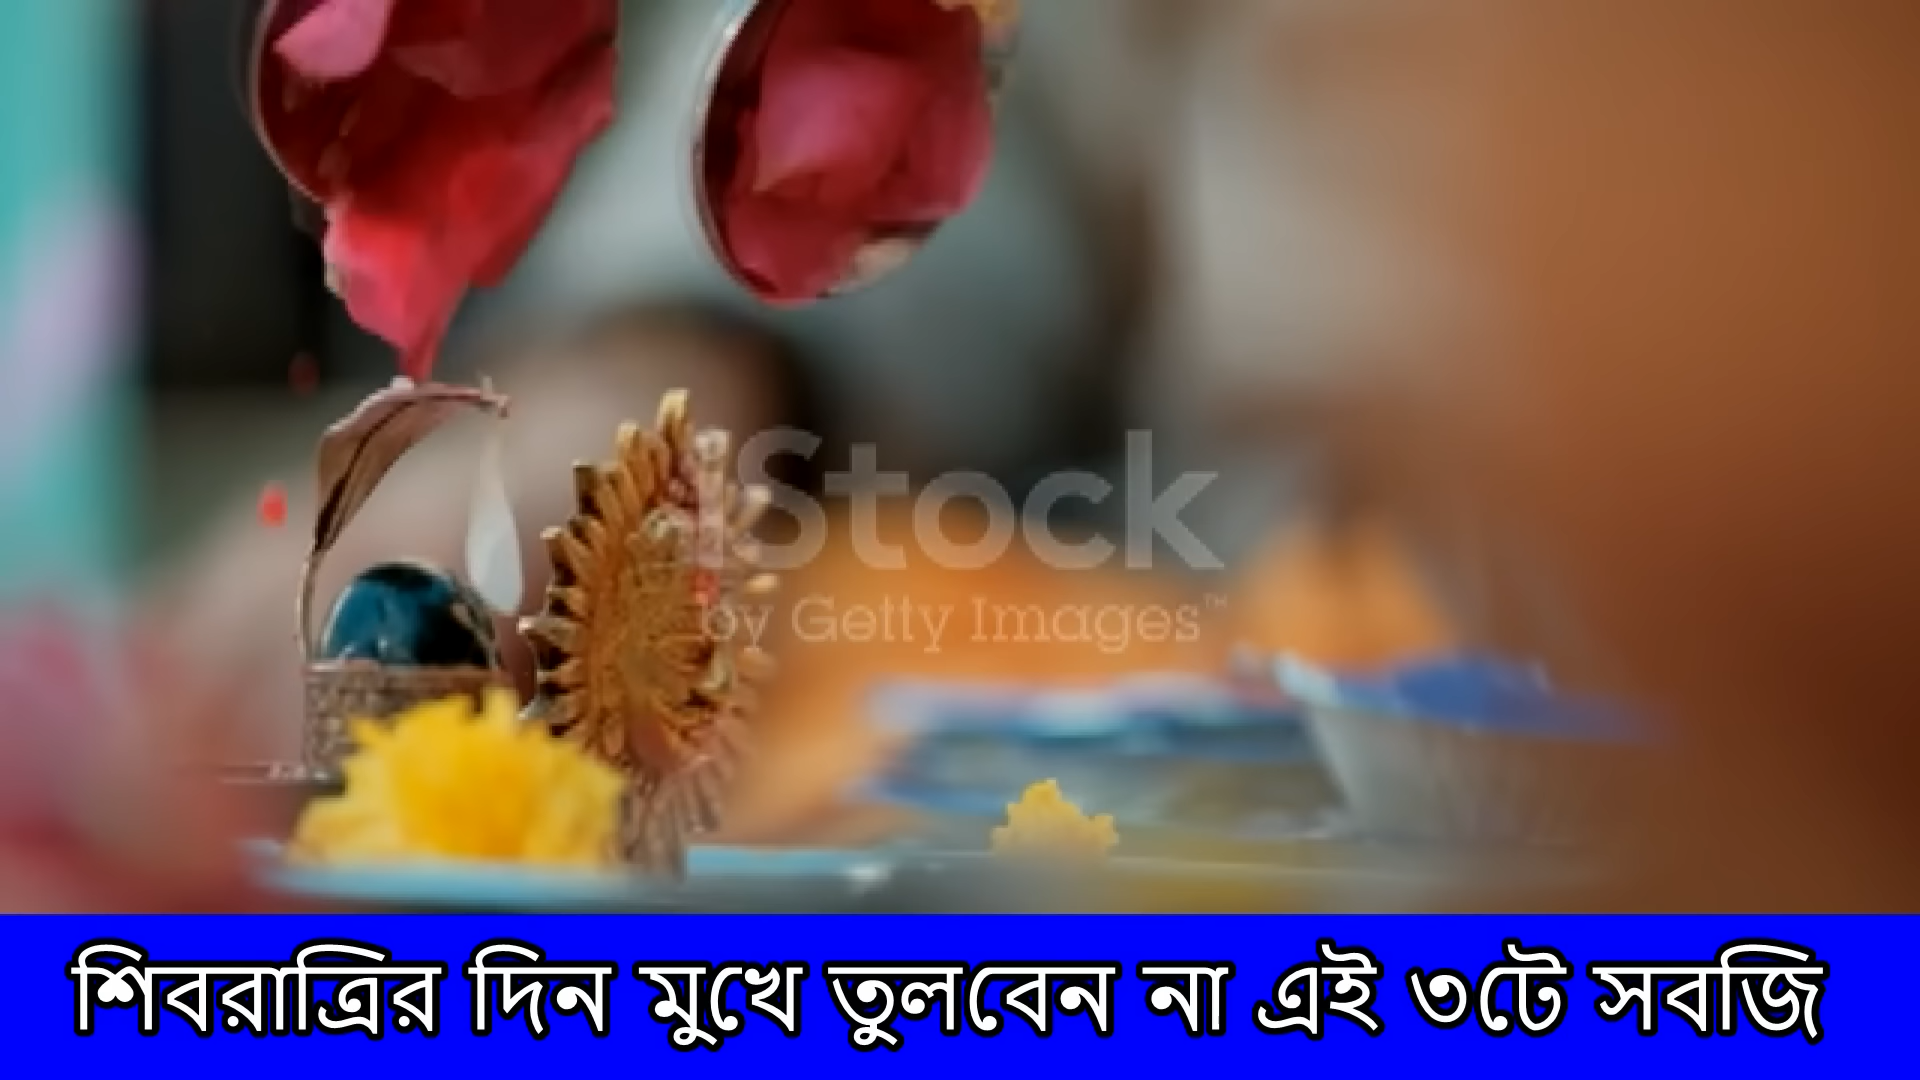 iStock
by Getty Images™
শিবরাত্রির দিন মুখে তুলবেন না এই ৩টে সবজি